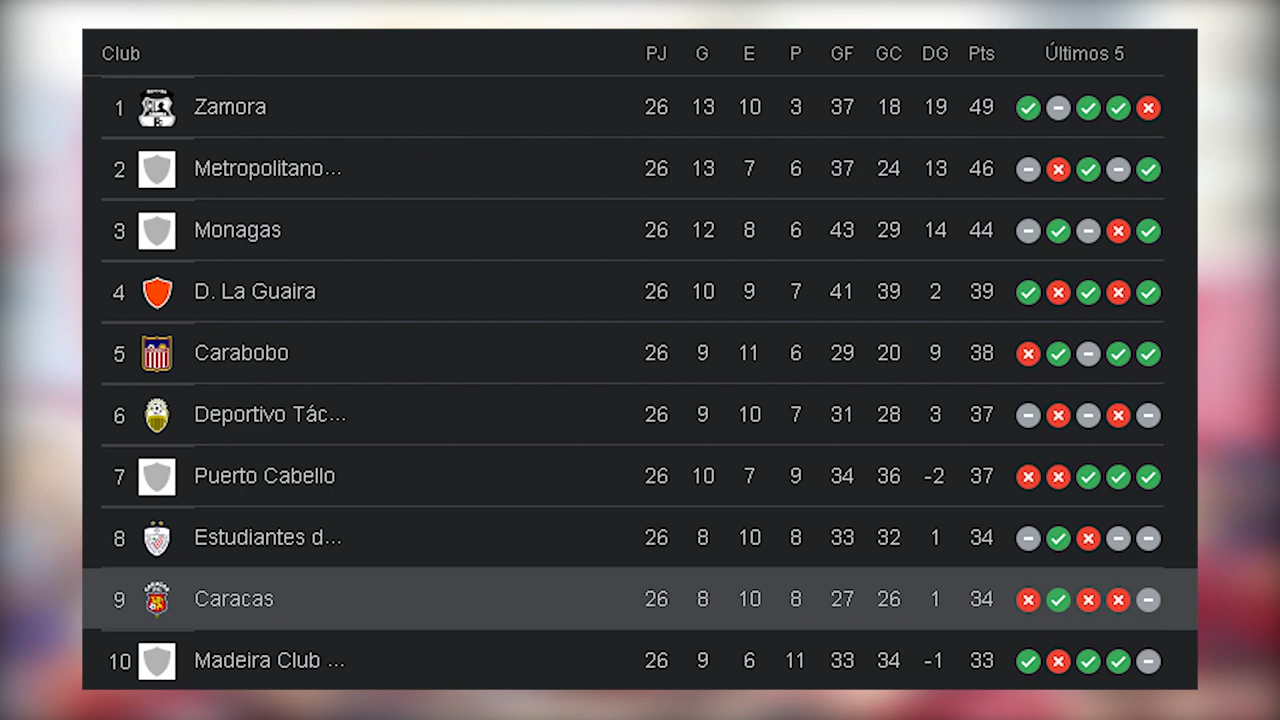 Club PJ G E P GF GC DG Pts Últimos 5
1 Zamora 26 13 10 3 37 18 19 49
2 Metropolitano... 26 13 7 6 37 24 13 46
3 Monagas 26 12 8 6 43 29 14 44
4 D. La Guaira 26 10 9 7 41 39 2 39
5 Carabobo 26 9 11 6 29 20 9 38
6 Deportivo Tác... 26 9 10 7 31 28 3 37
7 Puerto Cabello 26 10 7 9 34 36 -2 37
8 Estudiantes d... 26 8 10 8 33 32 1 34
9 Caracas 26 8 10 8 27 26 1 34
10 Madeira Club ... 26 9 6 11 33 34 -1 33